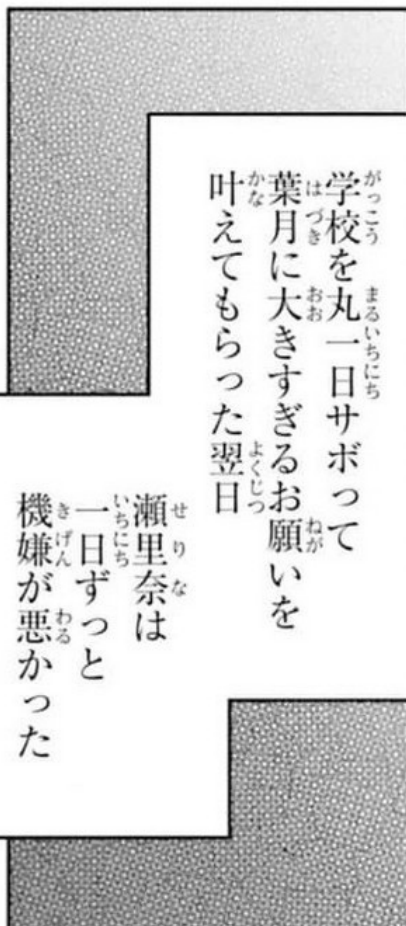 学校を丸一日サボって
葉月に大きすぎるお願いを
叶えてもらった翌日
瀬里奈は
一日ずっと
機嫌が悪かった